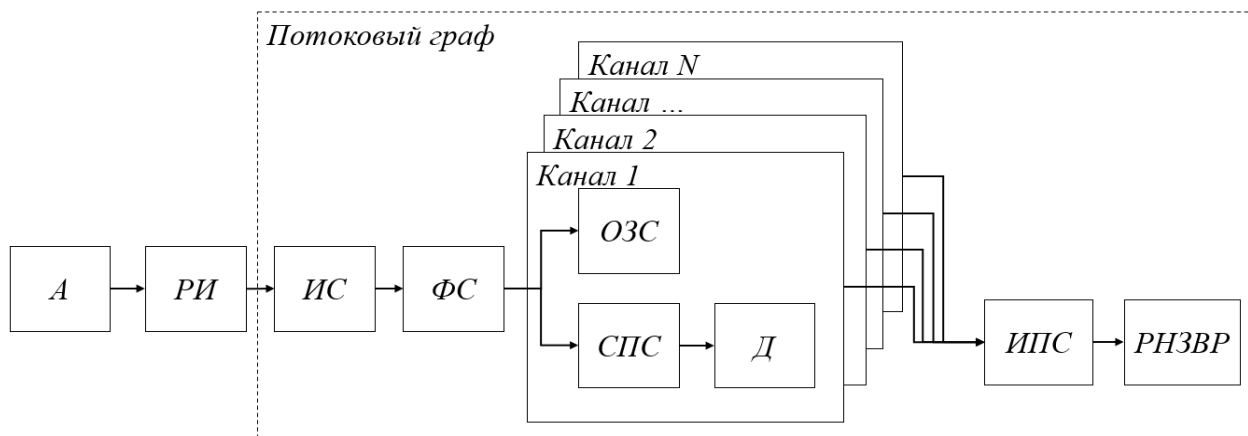 Потоковый граф
Канал N
Канал ...
Канал 2
Канал 1
ОЗС
А
РИ
ИС
ФС
СПС
Д
ИПС
РНЗВР